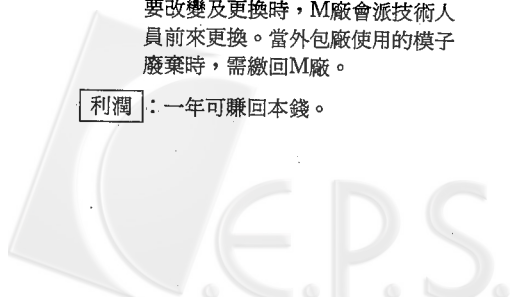 要改變及更換時，M廠會派技術人
員前來更換。當外包廠使用的模子
廢棄時，需繳回M廠。
利潤：一年可賺回本錢。
C.E.P.S.